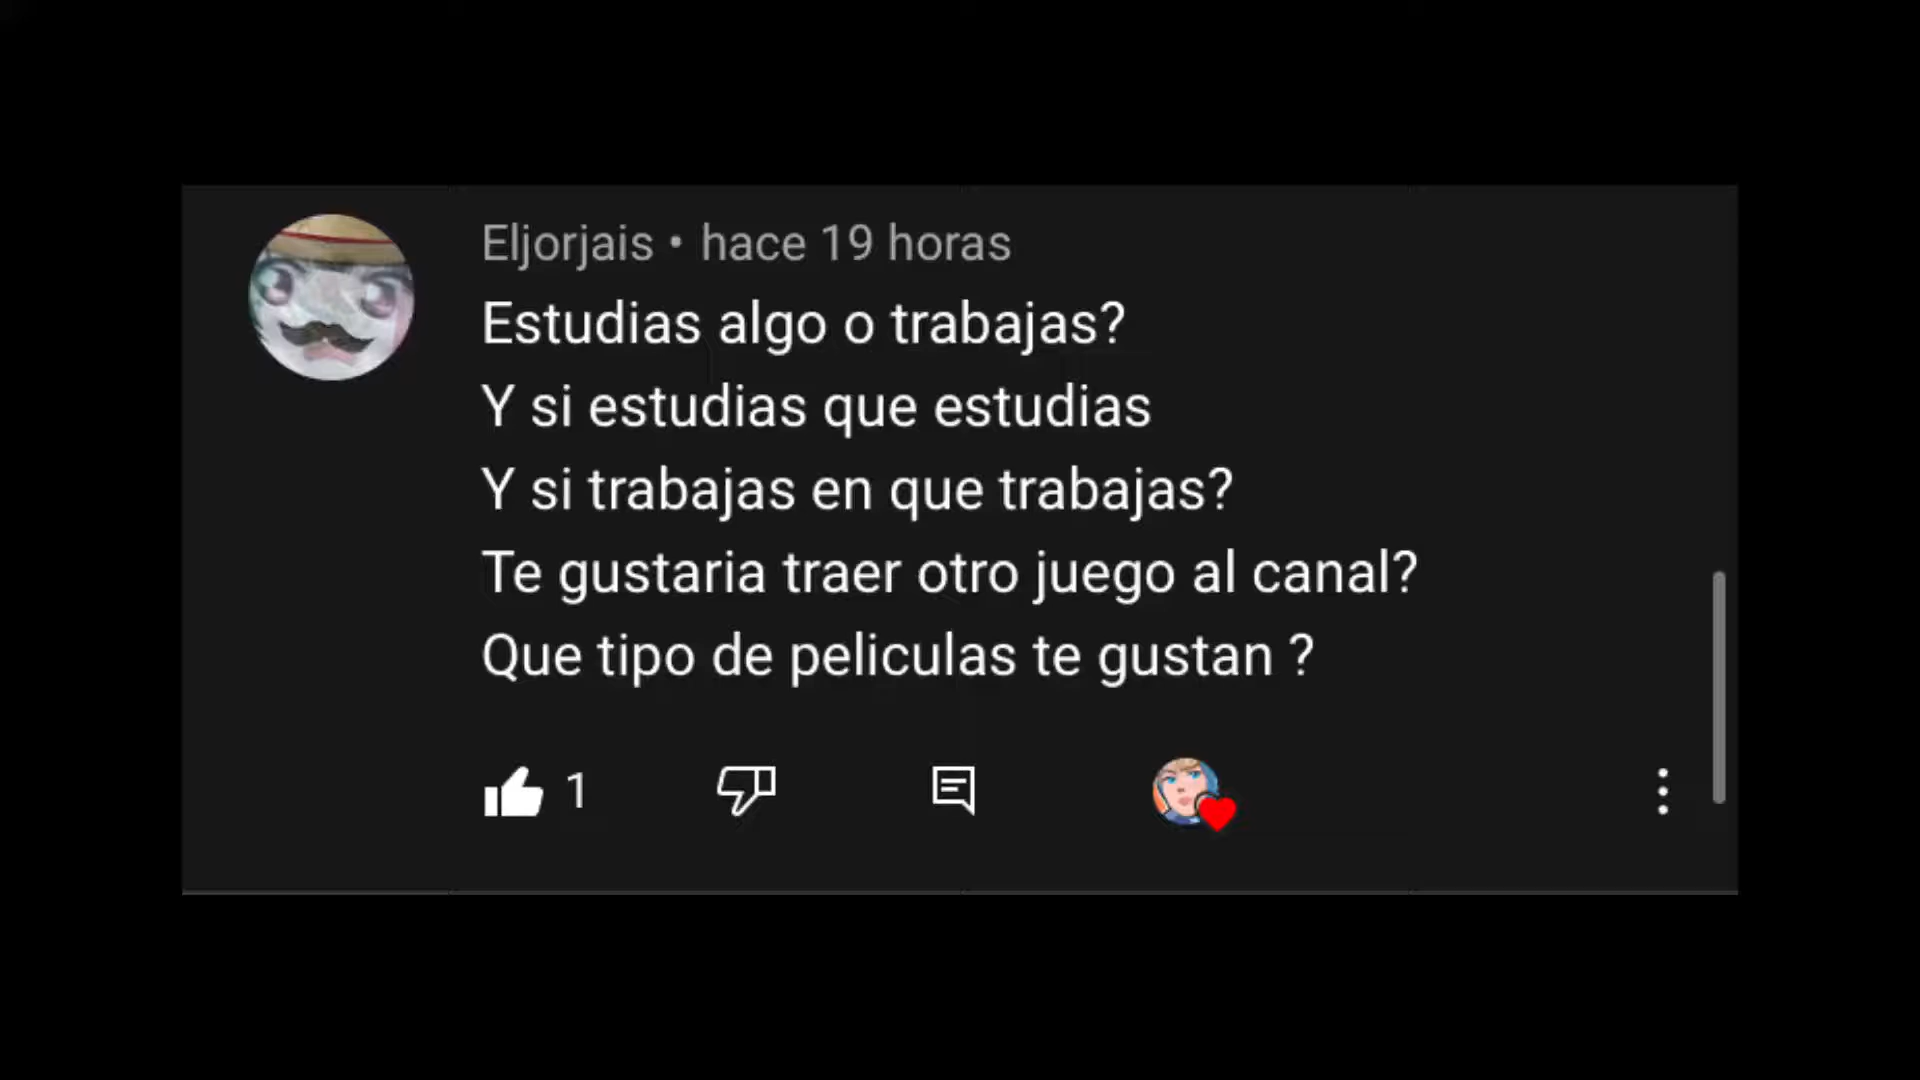 Eljorjais • hace 19 horas
Estudias algo o trabajas?
Y si estudias que estudias
Y si trabajas en que trabajas?
Te gustaria traer otro juego al canal?
Que tipo de peliculas te gustan ?
1